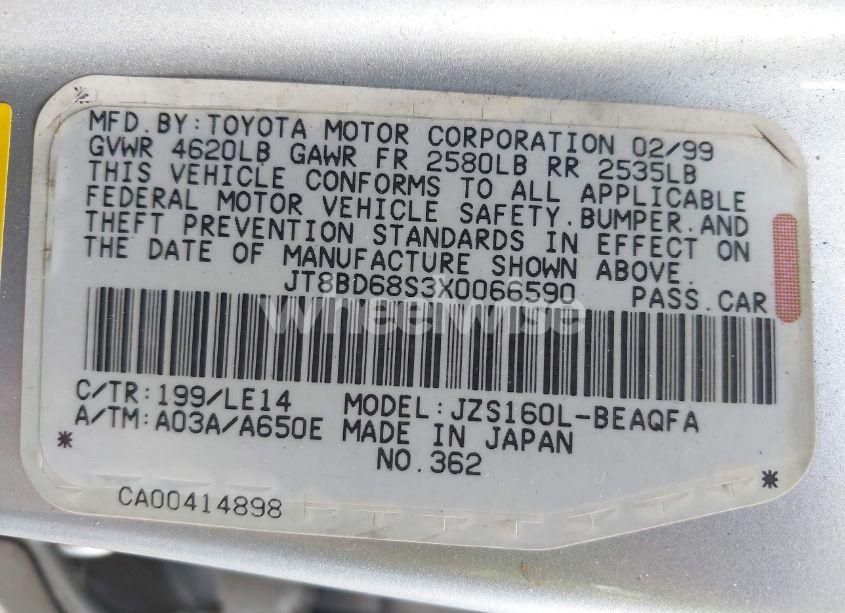 MFD.BY:TOYOTA MOTOR CORPORATION 02/99
GVWR 4620LB GAWR FR 2580LB RR 2535LB
THIS VEHICLE CONFORMS TO ALL APPLICABLE
FEDERAL MOTOR VEHICLE SAFETY.BUMPER.AND
THEFT PREVENTION STANDARDS IN EFFECT ON
THE DATE OF MANUFACTURE SHOWN ABOVE.
JT8BD68S3X0066590 PASS.CAR
WheelWise
C/TR:199/LE14 MODEL:JZS160L-BEAQFA
A/TM:A03A/A650E MADE IN JAPAN
* NO.362 *
CA00414898